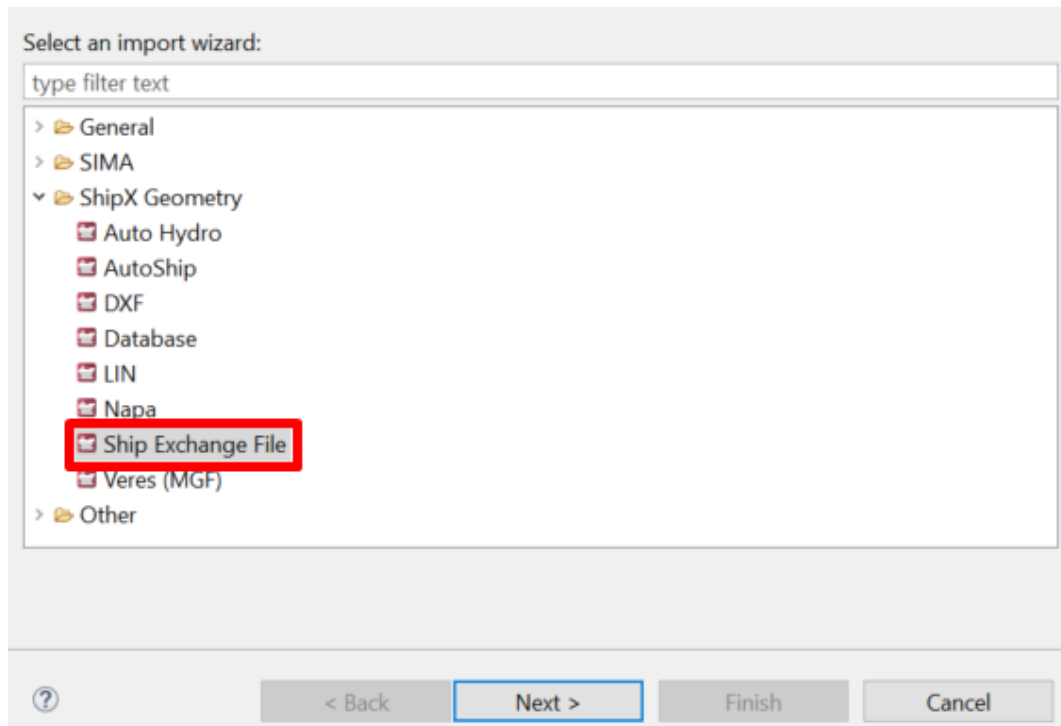 Select an import wizard:
type filter text
General
SIMA
ShipX Geometry
Auto Hydro
AutoShip
DXF
Database
LIN
Napa
Ship Exchange File
Veres (MGF)
Other
? < Back Next > Finish Cancel